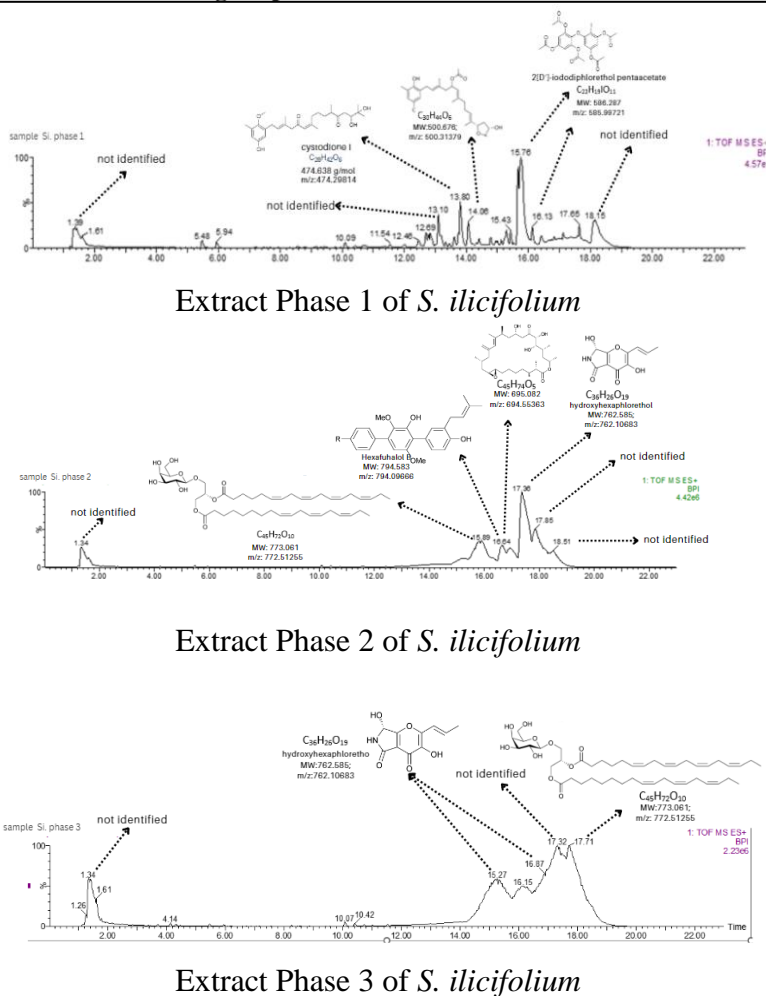 2[D']-iododiphlorethol pentaacetate
C₂₂H₁₉IO₁₁
MW: 586.287
m/z: 585.99721
C₃₀H₄₄O₆
MW:500.676;
m/z: 500.31379
cystodione I
C₂₈H₄₂O₆
474.638 g/mol
m/z:474.29814
sample Si. phase 1
not identified
not identified
not identified
1: TOF MS ES+
BPI
4.57e
100
%
0
1.39
1.61
5.48
5.94
10.09
11.54
12.46
12.69
13.10
13.80
14.06
15.43
15.76
16.13
17.65
18.15
2.00 4.00 6.00 8.00 10.00 12.00 14.00 16.00 18.00 20.00 22.00
Extract Phase 1 of S. ilicifolium
C₄₅H₇₄O₅
MW: 695.082
m/z: 694.55363
C₃₆H₂₆O₁₉
hydroxyhexaphlorethol
MW:762.585;
m/z: 762.10683
Hexafuhalol B
MW: 794.583
m/z: 794.09666
C₄₅H₇₂O₁₀
MW: 773.061
m/z: 772.51255
sample Si. phase 2
not identified
not identified
not identified
1: TOF MS ES+
BPI
4.42e6
100
%
0
1.34
15.89
16.64
17.36
17.85
18.51
2.00 4.00 6.00 8.00 10.00 12.00 14.00 16.00 18.00 20.00 22.00
Extract Phase 2 of S. ilicifolium
C₃₆H₂₆O₁₉
hydroxyhexaphloretho
MW:762.585;
m/z:762.10683
not identified
C₄₅H₇₂O₁₀
MW:773.061;
m/z: 772.51255
sample Si. phase 3
not identified
1: TOF MS ES+
BPI
2.23e6
100
%
0
1.26
1.34
1.61
4.14
10.07
10.42
15.27
16.15
16.87
17.32
17.71
Time
2.00 4.00 6.00 8.00 10.00 12.00 14.00 16.00 18.00 20.00 22.00
Extract Phase 3 of S. ilicifolium